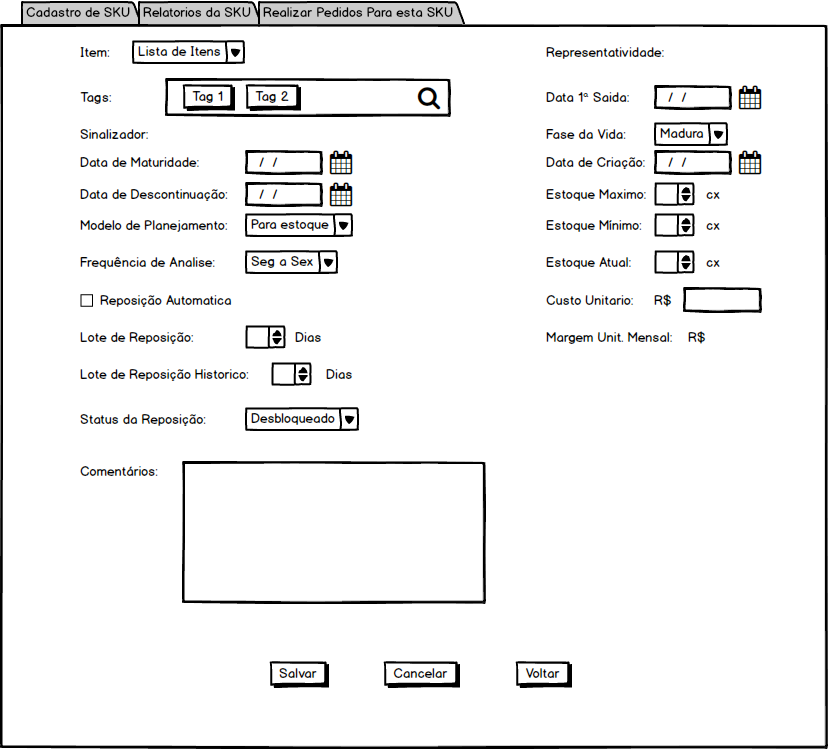 Cadastro de SKU Relatorios da SKU Realizar Pedidos Para esta SKU
Item: Lista de Itens Representatividade:
Tags: Tag 1 Tag 2 Data 1ª Saida: / /
Sinalizador: Fase da Vida: Madura
Data de Maturidade: / / Data de Criação: / /
Data de Descontinuação: / / Estoque Maximo: cx
Modelo de Planejamento: Para estoque Estoque Mínimo: cx
Frequência de Analise: Seg a Sex Estoque Atual: cx
Reposição Automatica Custo Unitario: R$
Lote de Reposição: Dias Margem Unit. Mensal: R$
Lote de Reposição Historico: Dias
Status da Reposição: Desbloqueado
Comentários:
Salvar Cancelar Voltar